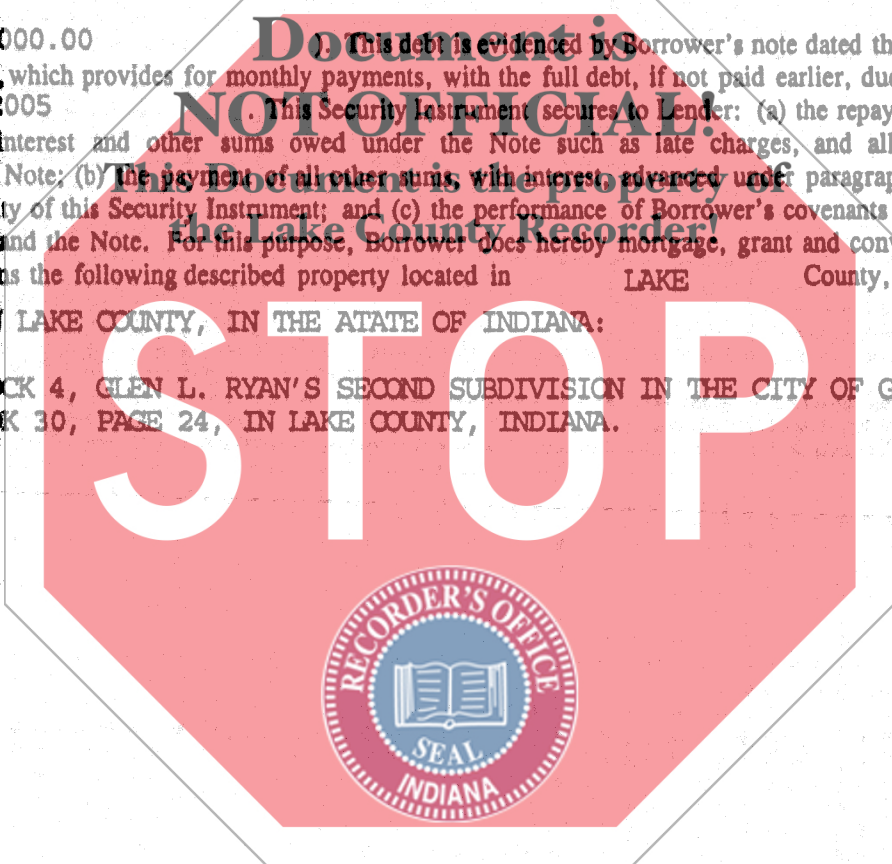 000.00 ). This debt is evidenced by Borrower's note dated th
which provides for monthly payments, with the full debt, if not paid earlier, du
2005 . This Security Instrument secures to Lender: (a) the repay
interest and other sums owed under the Note such as late charges, and all
Note; (b) the payment of all other sums, with interest, advanced under paragrap
ty of this Security Instrument; and (c) the performance of Borrower's covenants
and the Note. For this purpose, Borrower does hereby mortgage, grant and conv
the following described property located in LAKE County,
LAKE COUNTY, IN THE ATATE OF INDIANA:
CK 4, GLEN L. RYAN'S SECOND SUBDIVISION IN THE CITY OF G
K 30, PAGE 24, IN LAKE COUNTY, INDIANA.
Document is
NOT OFFICIAL!
This Document is the property of
the Lake County Recorder!
STOP
RECORDER'S OFFICE
SEAL
INDIANA